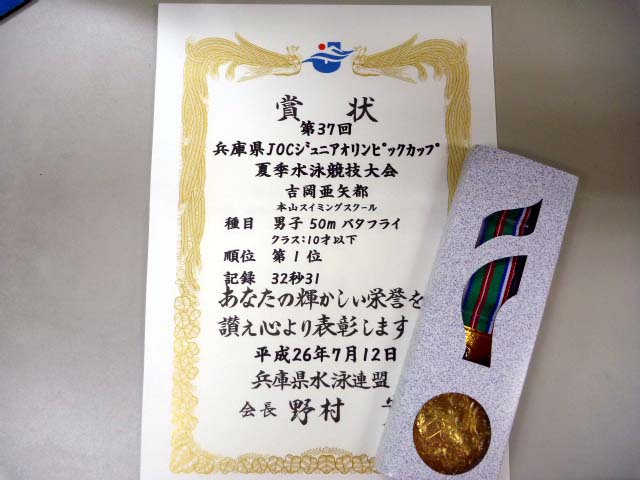 賞 状
第37回
兵庫県JOCジュニアオリンピックカップ
夏季水泳競技大会
吉岡亜矢都
本山スイミングスクール
種目 男子 50m バタフライ
クラス:10才以下
順位 第1位
記録 32秒31
あなたの輝かしい栄誉を
讃え心より表彰します
平成26年7月12日
兵庫県水泳連盟
会長 野村